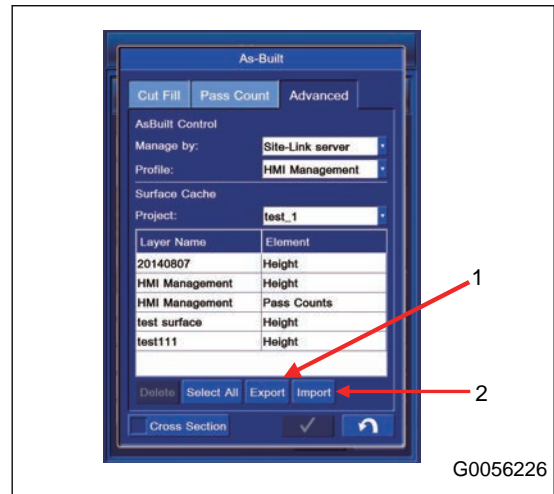 As-Built
Cut Fill Pass Count Advanced
AsBuilt Control
Manage by: Site-Link server
Profile: HMI Management
Surface Cache
Project: test_1
Layer Name Element
20140807 Height
HMI Management Height
HMI Management Pass Counts
test surface Height
test111 Height
1
Delete Select All Export Import 2
Cross Section
G0056226